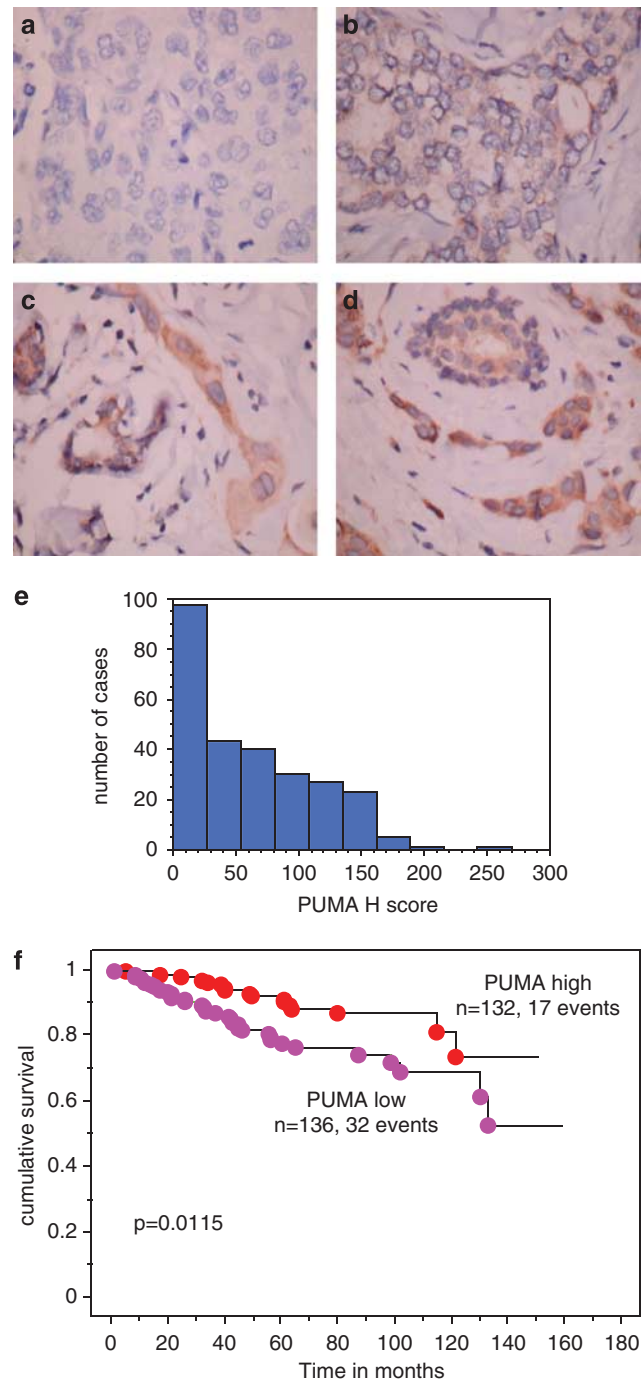 a
b
c
d
e
100
80
60
40
20
0
number of cases
0 50 100 150 200 250 300
PUMA H score
f
1
0.8
0.6
0.4
0.2
0
cumulative survival
PUMA high
n=132, 17 events
PUMA low
n=136, 32 events
p=0.0115
0 20 40 60 80 100 120 140 160 180
Time in months